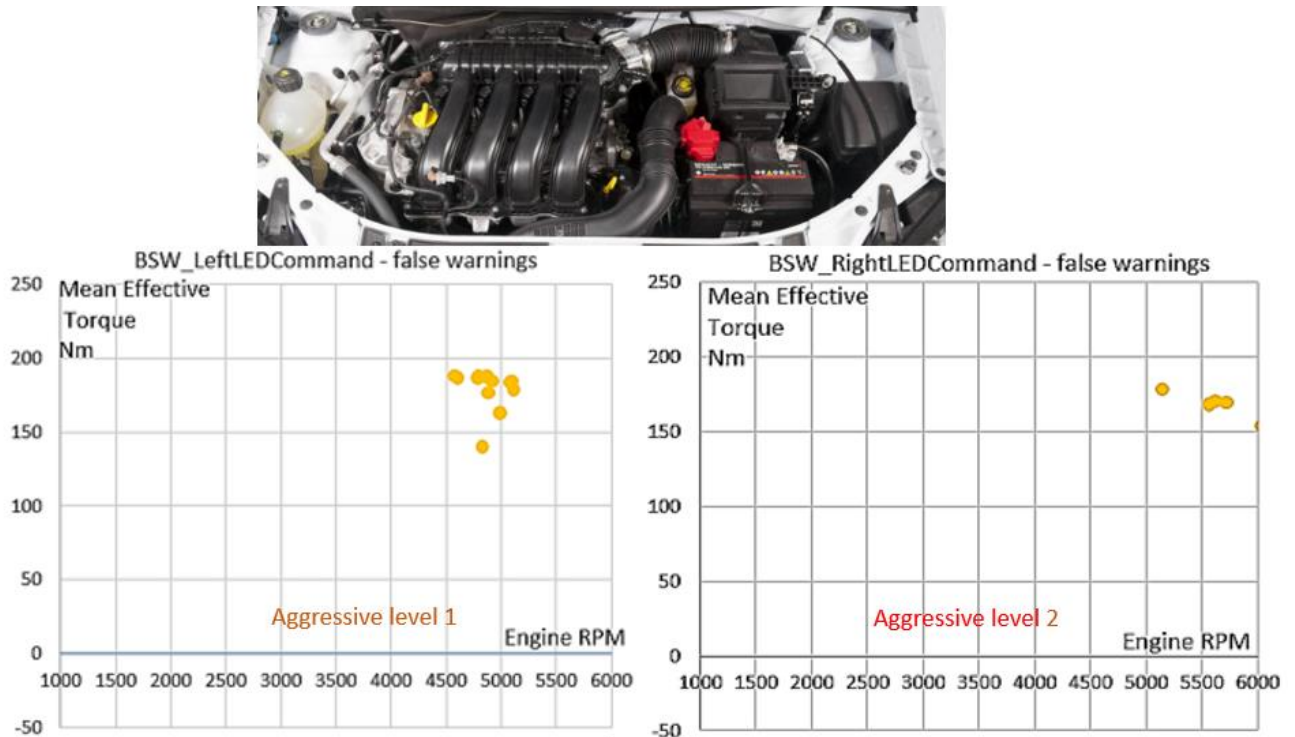 BSW_LeftLEDCommand - false warnings
250
Mean Effective
Torque
Nm
200
150
100
50
Aggressive level 1
Engine RPM
0
1000 1500 2000 2500 3000 3500 4000 4500 5000 5500 6000
-50
BSW_RightLEDCommand - false warnings
250
Mean Effective
Torque
Nm
200
150
100
50
Aggressive level 2
Engine RPM
0
1000 1500 2000 2500 3000 3500 4000 4500 5000 5500 6000
-50